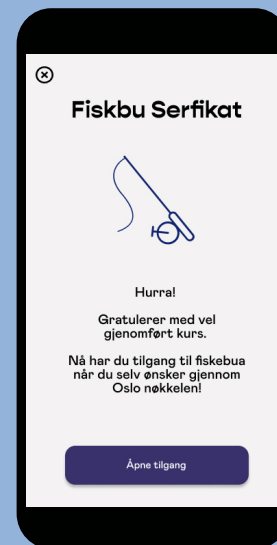 Fiskbu Serfikat
Hurra!
Gratulerer med vel
gjenomført kurs.
Nå har du tilgang til fiskebua
når du selv ønsker gjennom
Oslo nøkkelen!
Åpne tilgang